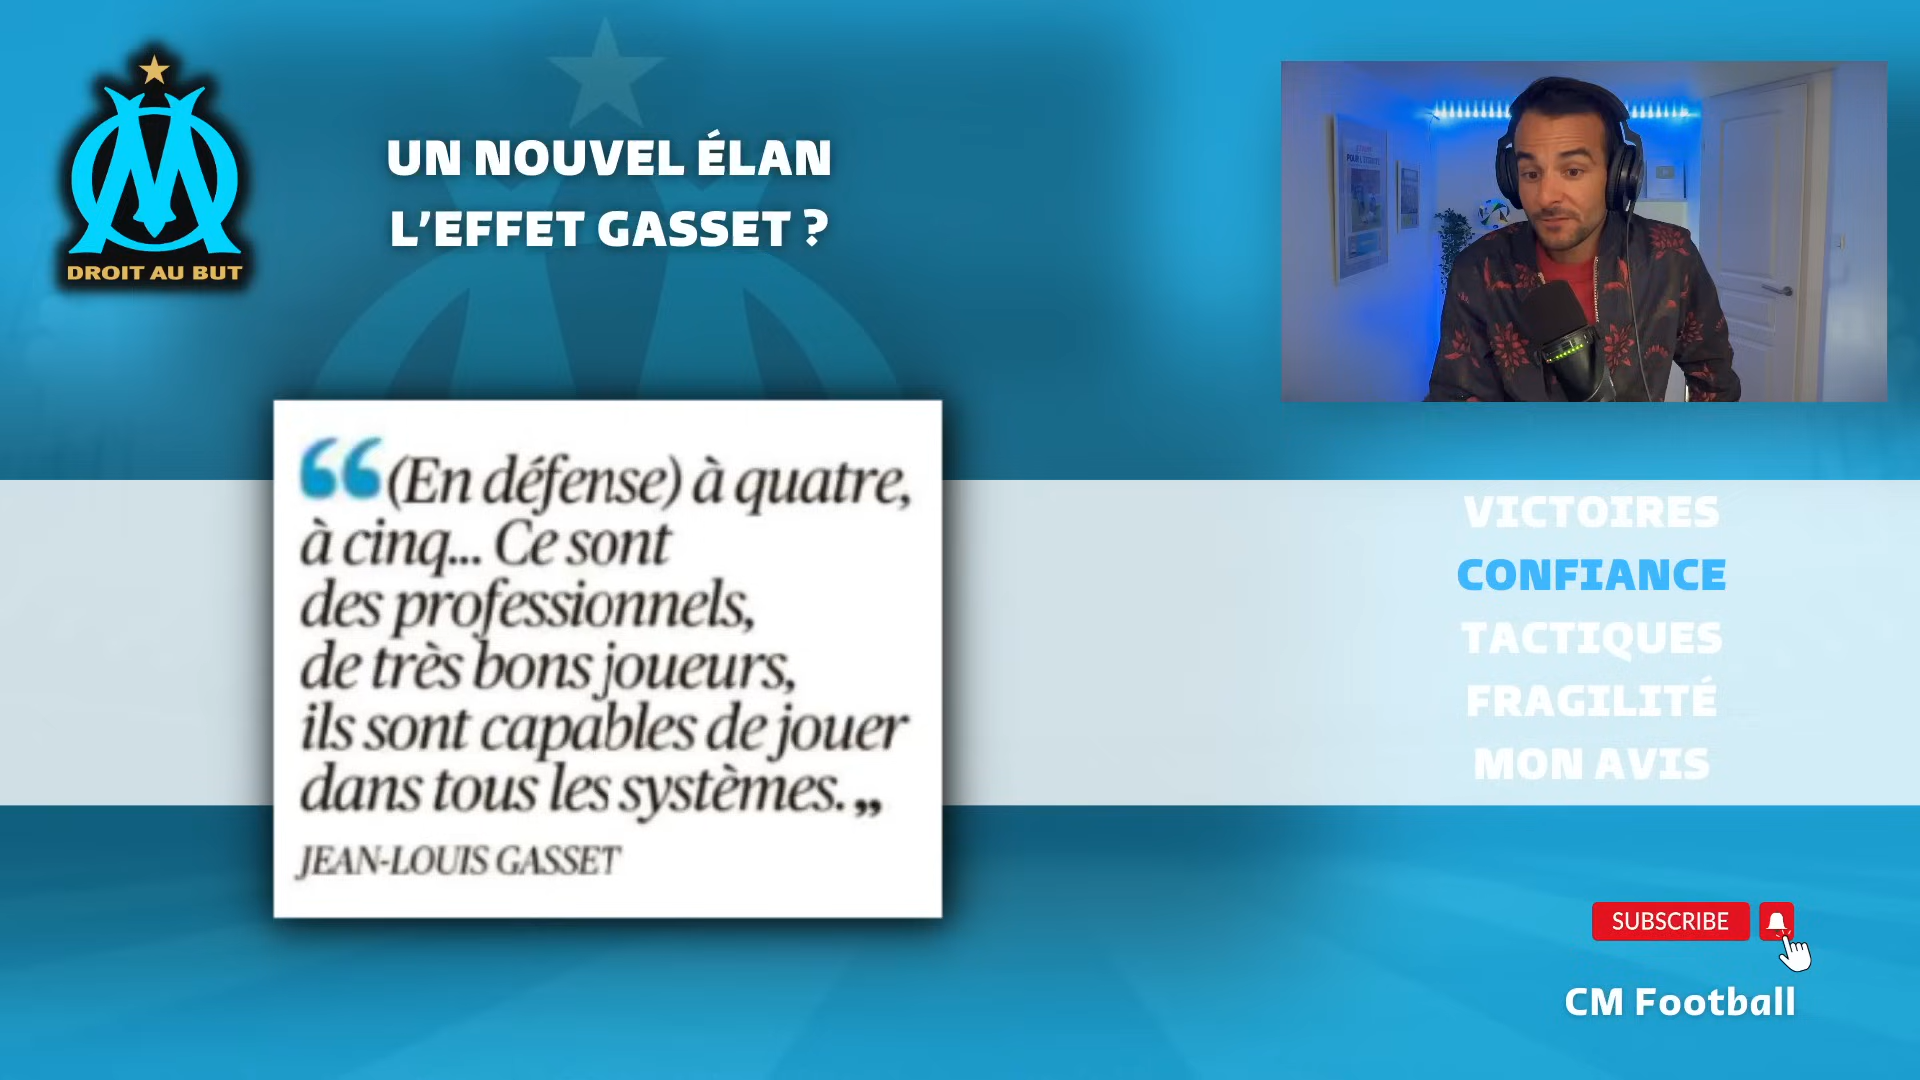 DROIT AU BUT
UN NOUVEL ÉLAN
L'EFFET GASSET ?
“(En défense) à quatre,
à cinq... Ce sont
des professionnels,
de très bons joueurs,
ils sont capables de jouer
dans tous les systèmes.„
JEAN-LOUIS GASSET
VICTOIRES
CONFIANCE
TACTIQUES
FRAGILITÉ
MON AVIS
SUBSCRIBE
CM Football